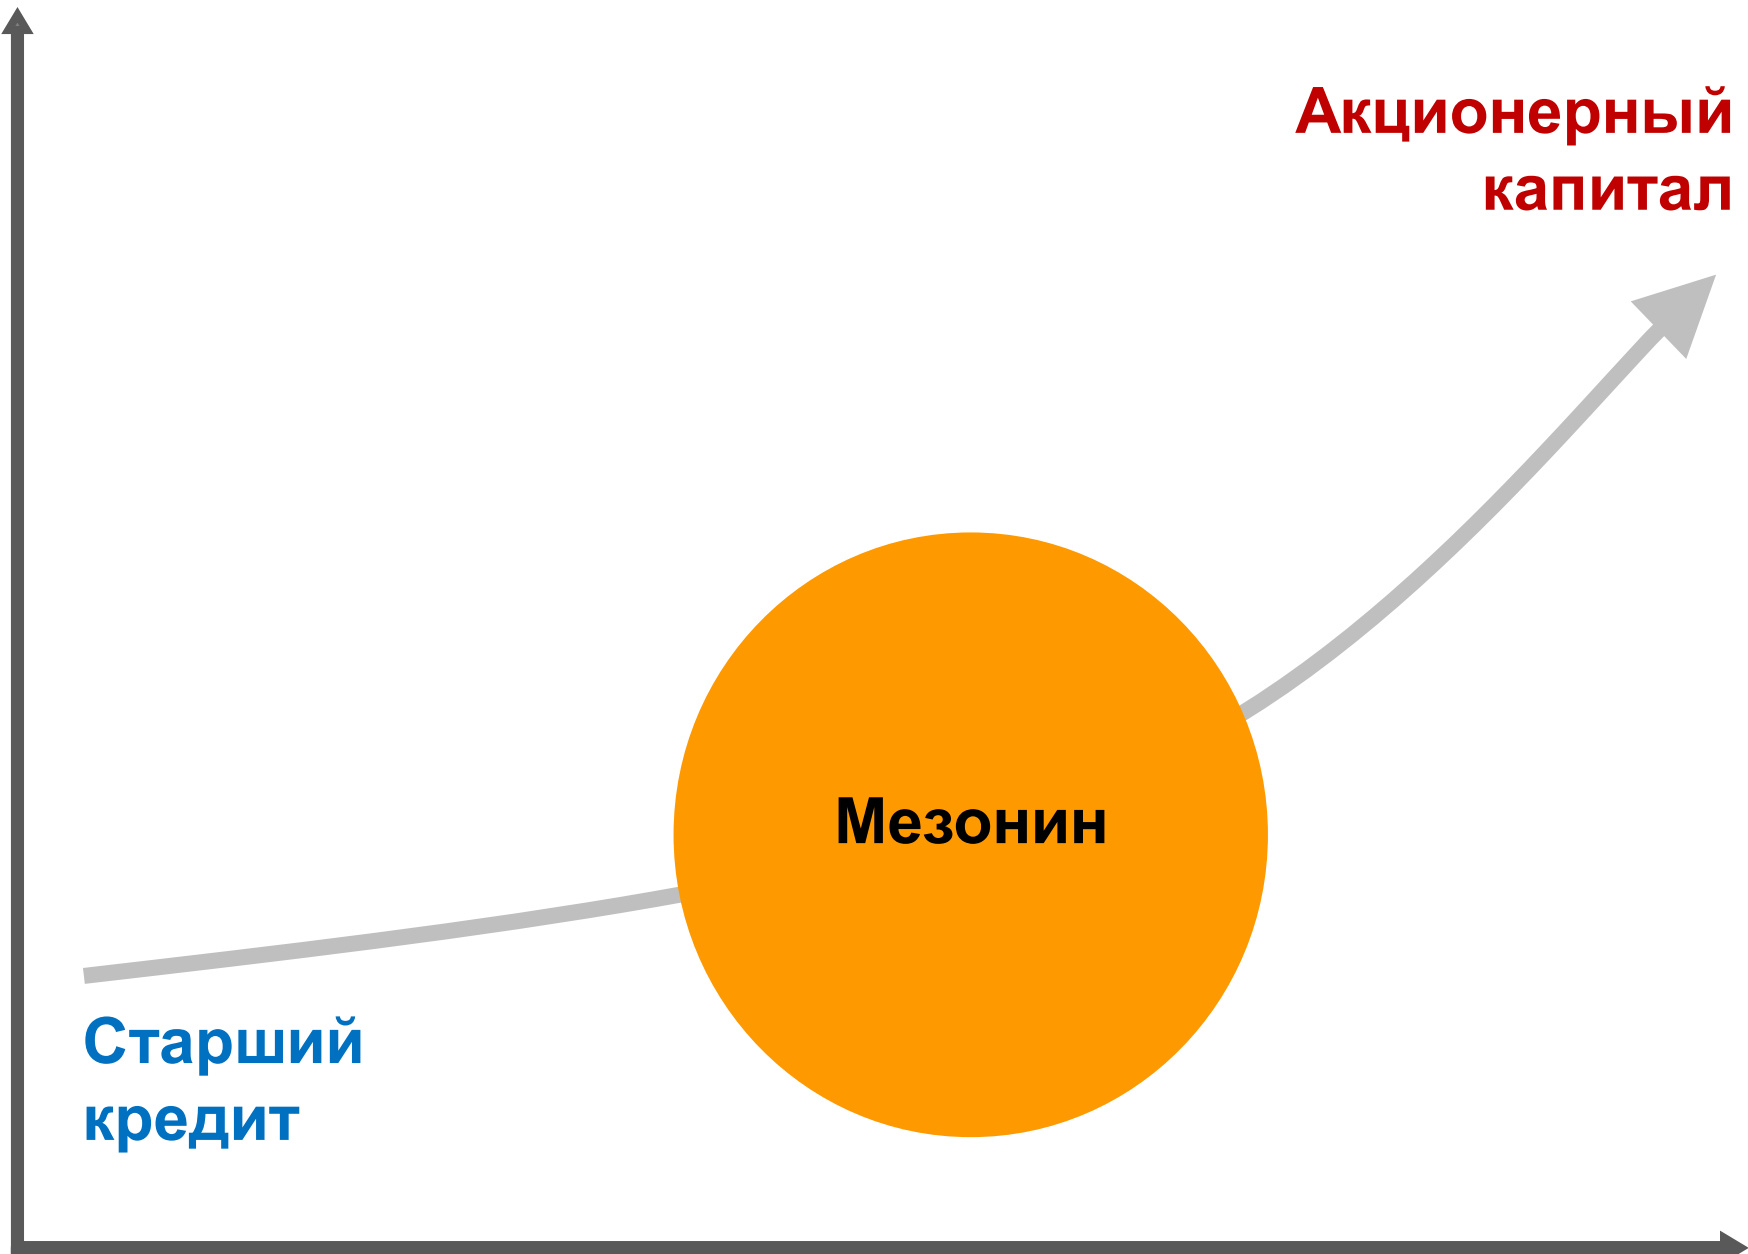 Акционерный
капитал
Мезонин
Старший
кредит